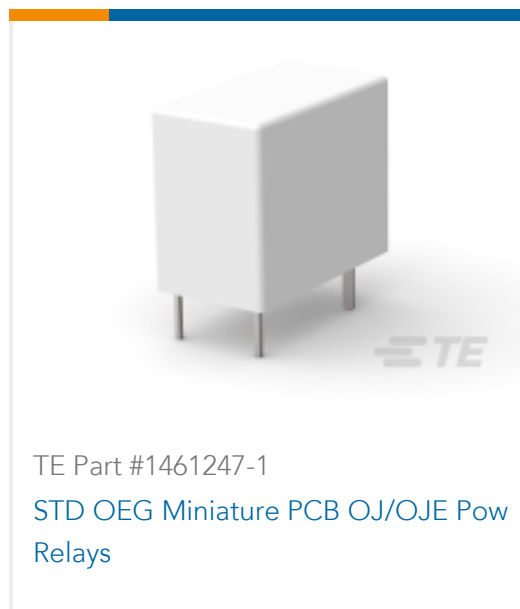 TE
TE Part #1461247-1
STD OEG Miniature PCB OJ/OJE Pow
Relays